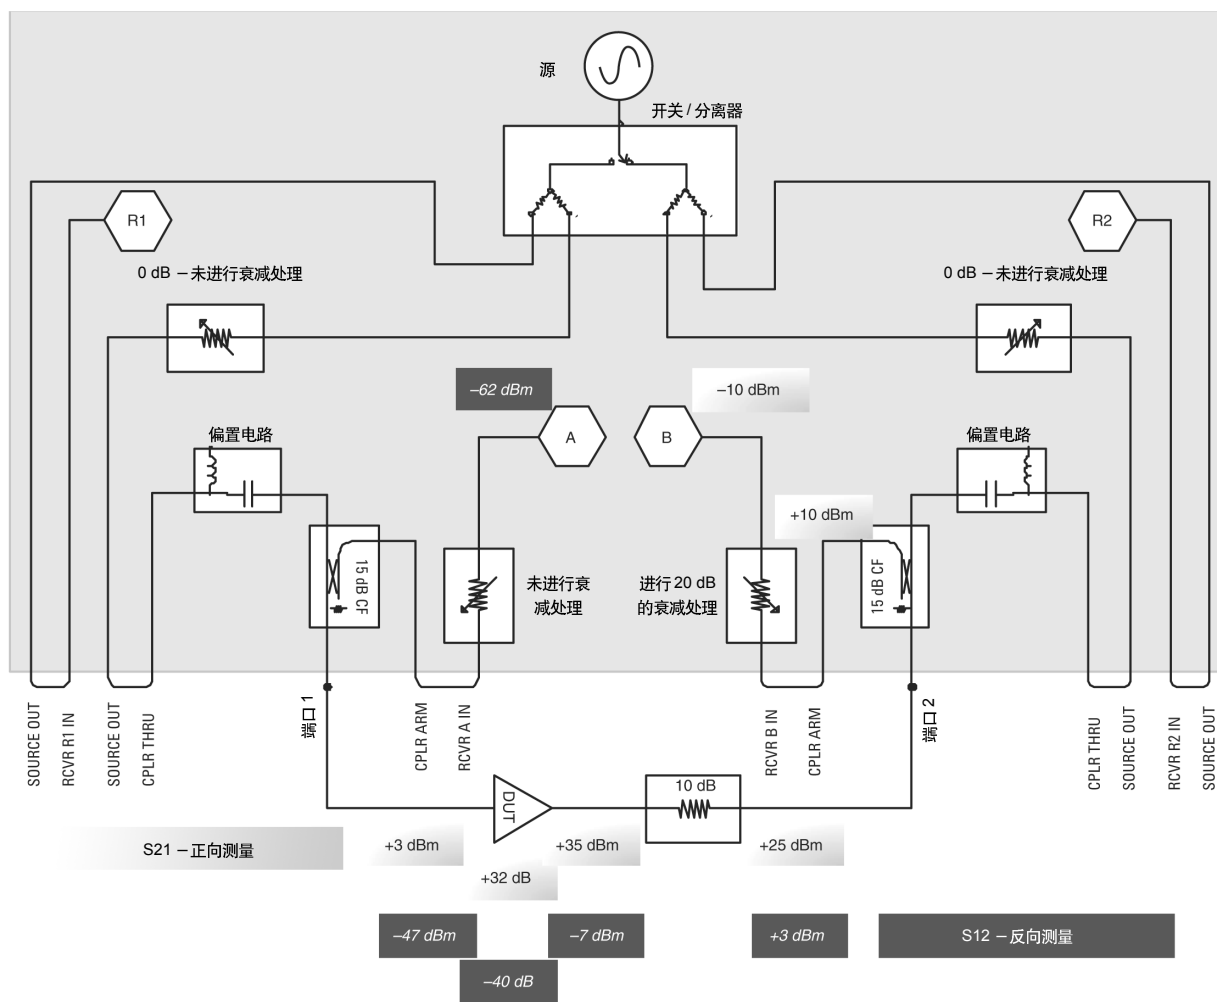 源
开关 / 分离器
R1
R2
0 dB – 未进行衰减处理
0 dB – 未进行衰减处理
–62 dBm
–10 dBm
偏置电路
A
B
偏置电路
+10 dBm
15 dB CF
未进行衰
减处理
进行 20 dB
的衰减处理
15 dB CF
SOURCE OUT
RCVR R1 IN
SOURCE OUT
CPLR THRU
端口 1
CPLR ARM
RCVR A IN
RCVR B IN
CPLR ARM
端口 2
CPLR THRU
SOURCE OUT
RCVR R2 IN
SOURCE OUT
DUT
10 dB
S21 – 正向测量
+3 dBm
+35 dBm
+25 dBm
+32 dB
–47 dBm
–7 dBm
+3 dBm
S12 – 反向测量
–40 dB